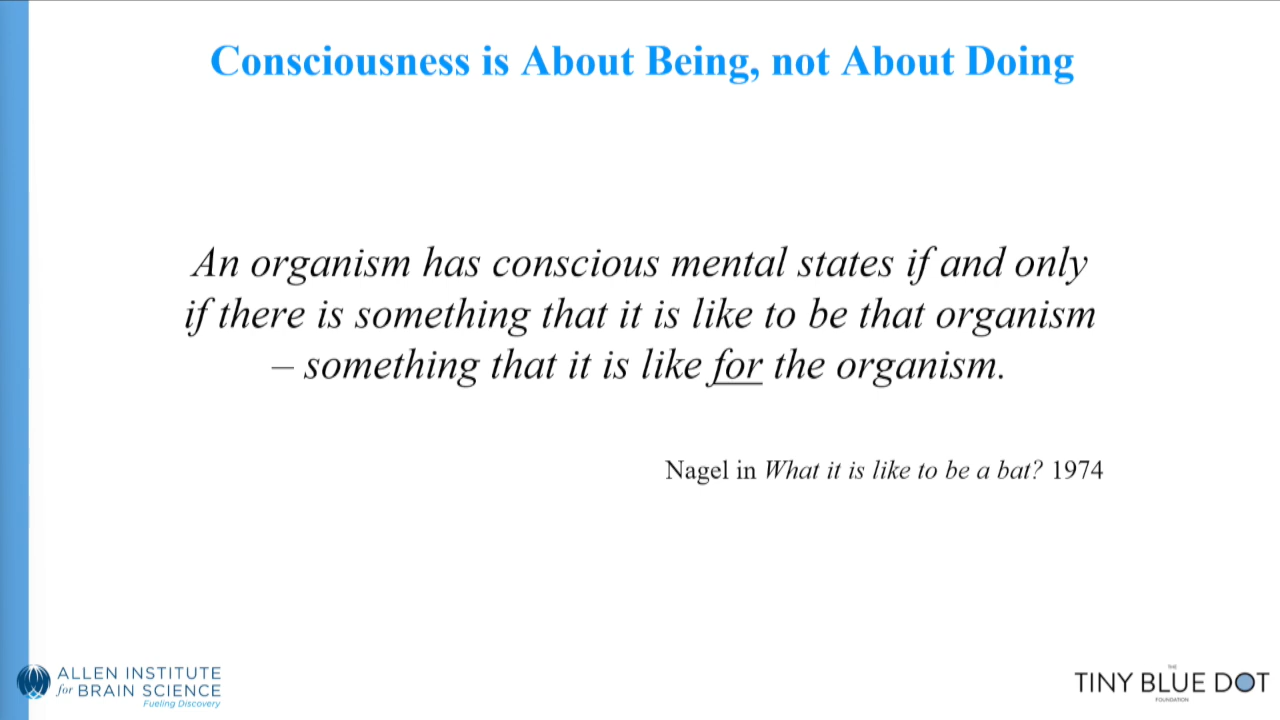 Consciousness is About Being, not About Doing
An organism has conscious mental states if and only
if there is something that it is like to be that organism
– something that it is like for the organism.
Nagel in What it is like to be a bat? 1974
ALLEN INSTITUTE
for BRAIN SCIENCE
Fueling Discovery
THE
TINY BLUE DOT
FOUNDATION